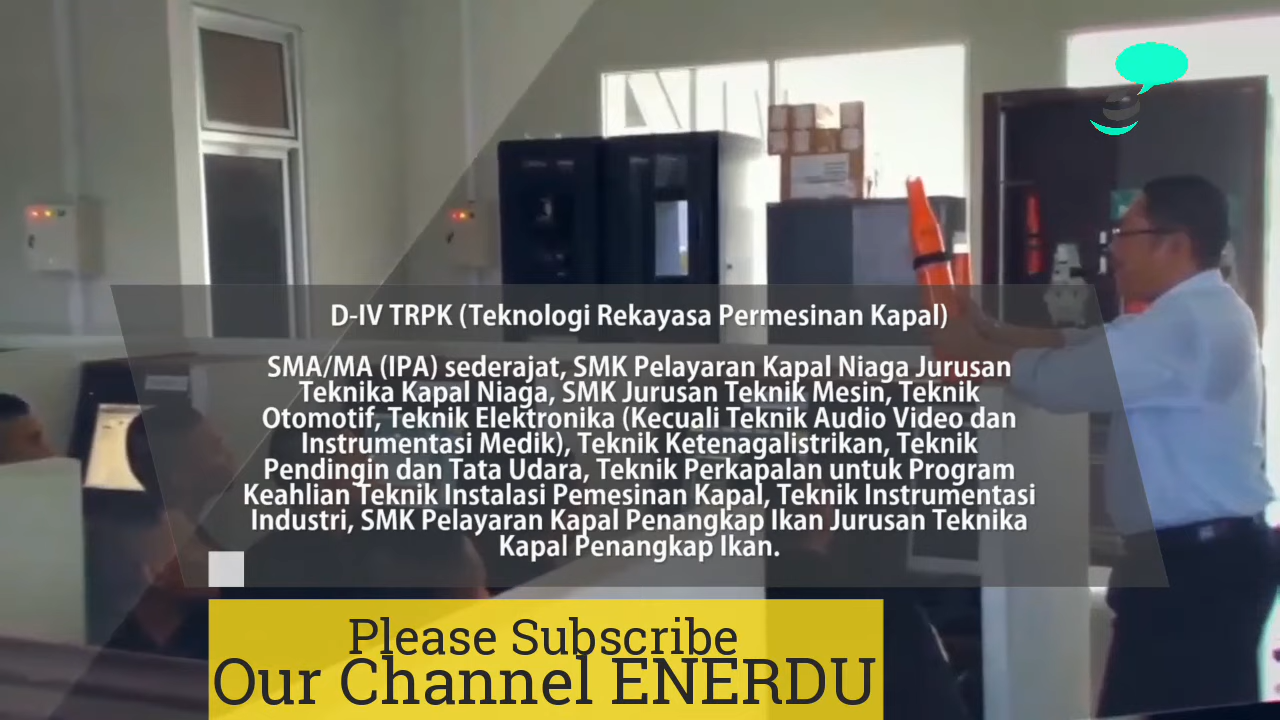 D-IV TRPK (Teknologi Rekayasa Permesinan Kapal)
SMA/MA (IPA) sederajat, SMK Pelayaran Kapal Niaga Jurusan
Teknika Kapal Niaga, SMK Jurusan Teknik Mesin, Teknik
Otomotif, Teknik Elektronika (Kecuali Teknik Audio Video dan
Instrumentasi Medik), Teknik Ketenagalistrikan, Teknik
Pendingin dan Tata Udara, Teknik Perkapalan untuk Program
Keahlian Teknik Instalasi Pemesinan Kapal, Teknik Instrumentasi
Industri, SMK Pelayaran Kapal Penangkap Ikan Jurusan Teknika
Kapal Penangkap Ikan.
Please Subscribe
Our Channel ENERDU